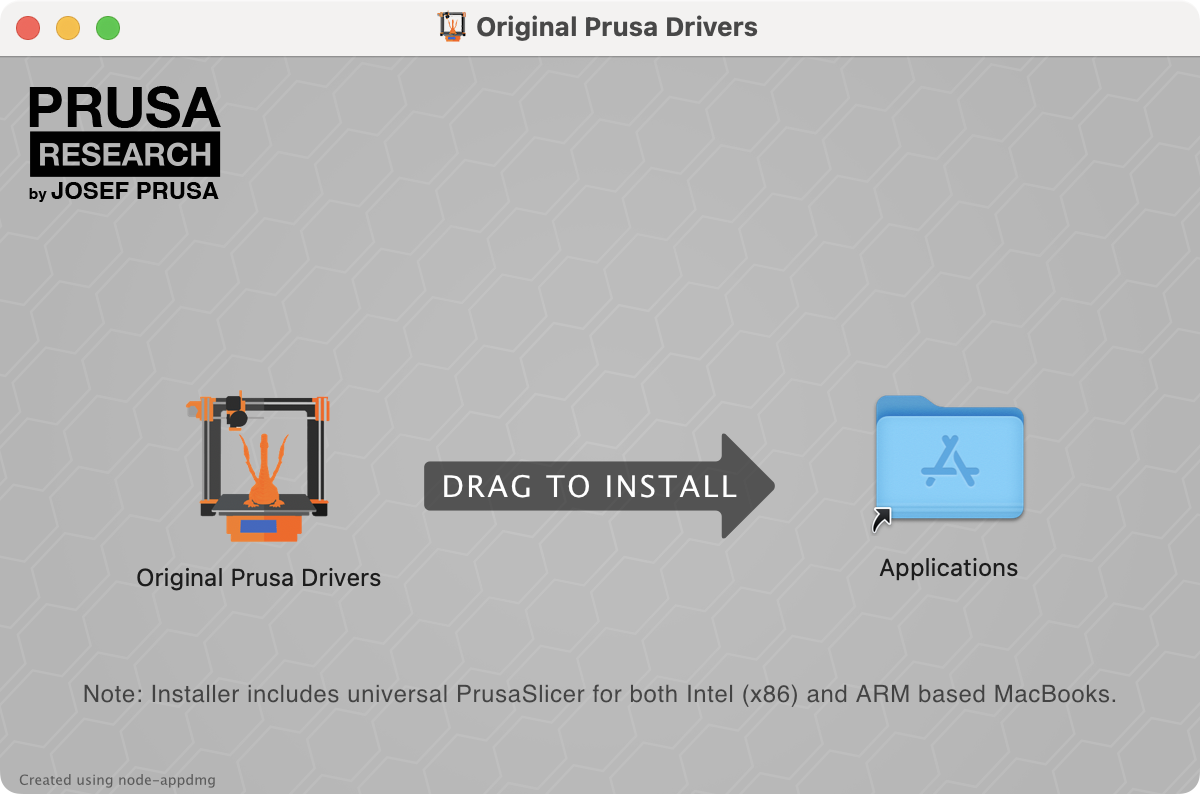 Original Prusa Drivers
PRUSA
RESEARCH
by JOSEF PRUSA
DRAG TO INSTALL
Original Prusa Drivers
Applications
Note: Installer includes universal PrusaSlicer for both Intel (x86) and ARM based MacBooks.
Created using node-appdmg